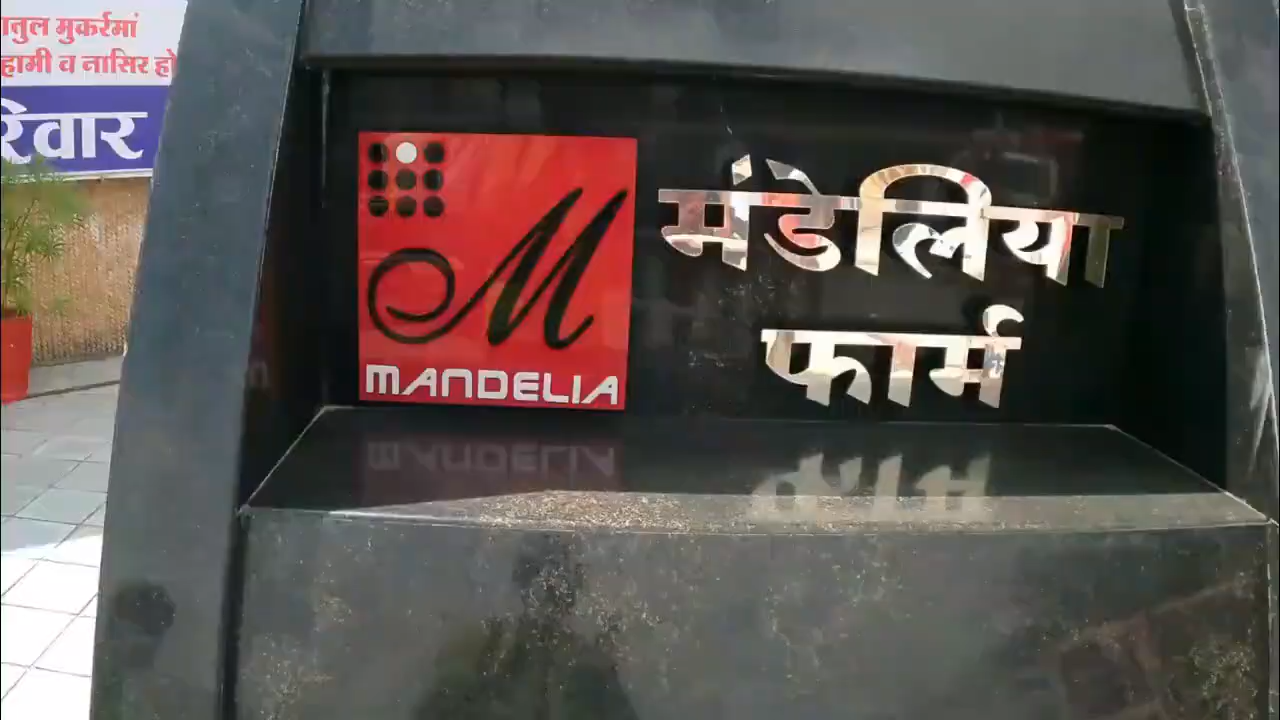 मुकर्रमां
व नासिर हो
M
MANDELIA
मंडेलिया
फार्म